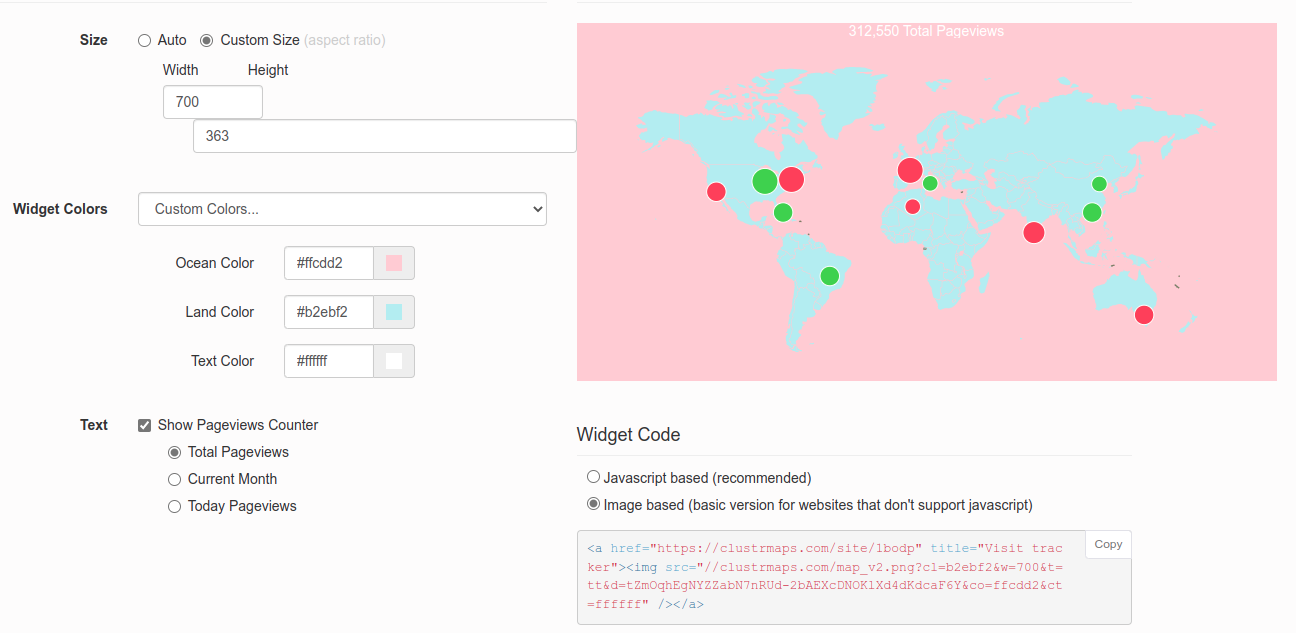 Size
Auto
Custom Size (aspect ratio)
Width
Height
700
363
Widget Colors
Custom Colors...
Ocean Color
#ffcdd2
Land Color
#b2ebf2
Text Color
#ffffff
Text
Show Pageviews Counter
Total Pageviews
Current Month
Today Pageviews
312,550 Total Pageviews
Widget Code
Javascript based (recommended)
Image based (basic version for websites that don't support javascript)
Copy
<a href="https://clustrmaps.com/site/1bodp" title="Visit trac
ker"><img src="//clustrmaps.com/map_v2.png?cl=b2ebf2&w=700&t=
tt&d=tZmOqhEgNYZZabN7nRUd-2bAEXcDNOK1Xd4dKdcaF6Y&co=ffcdd2&ct
=ffffff" /></a>